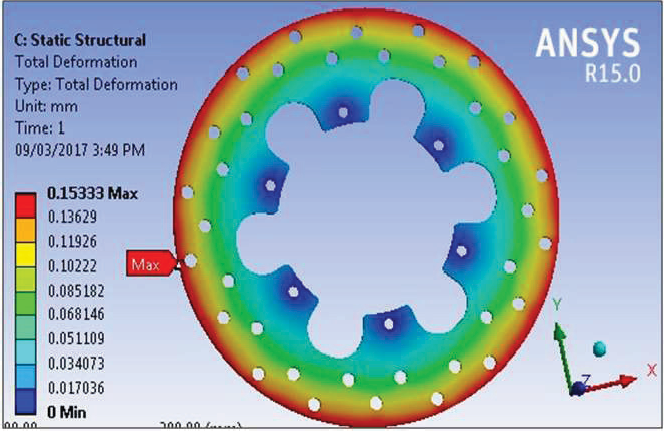 C: Static Structural
Total Deformation
Type: Total Deformation
Unit: mm
Time: 1
09/03/2017 3:49 PM
ANSYS
R15.0
0.15333 Max
0.13629
0.11926
0.10222
0.085182
0.068146
0.051109
0.034073
0.017036
0 Min
Max
Y
X
Z
(mm)